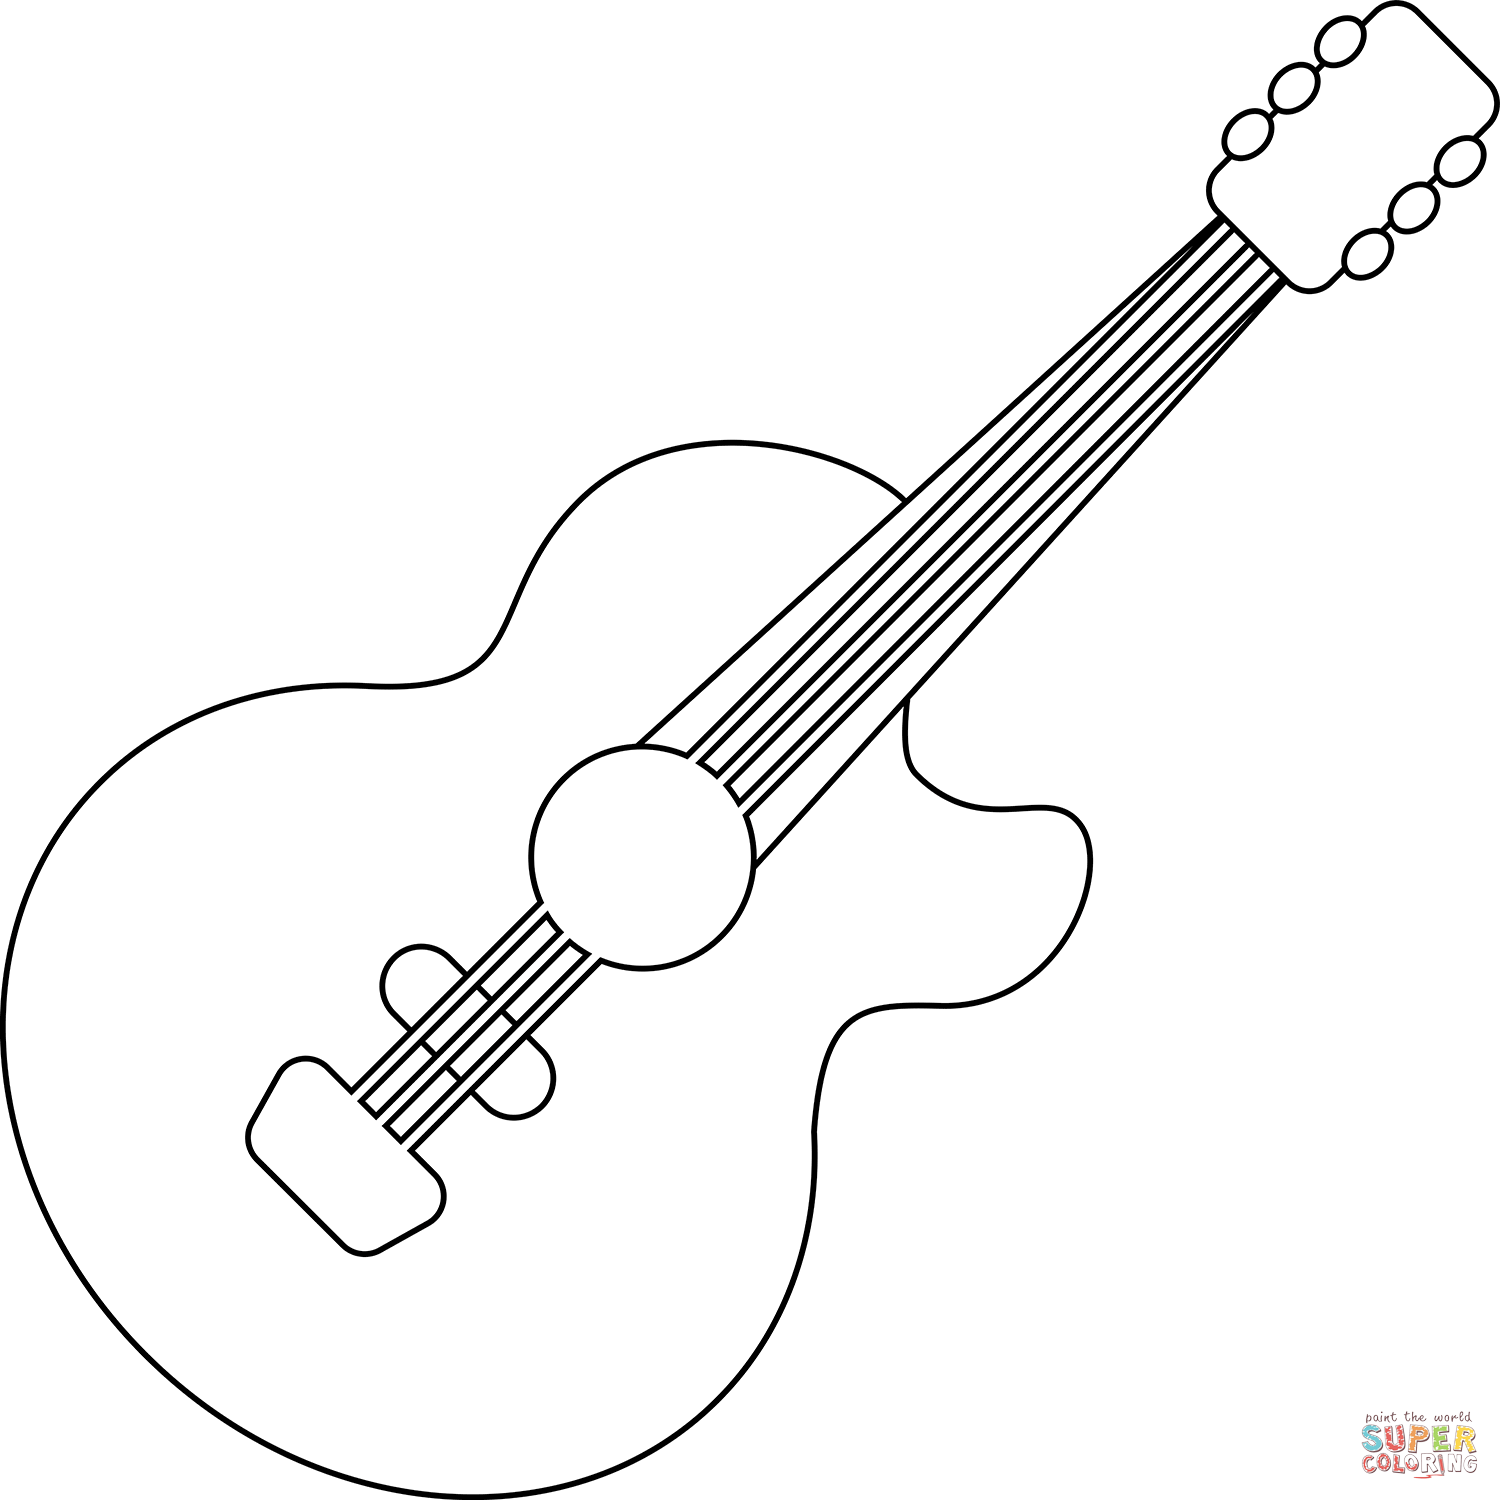 paint the world
SUPER
COLORING